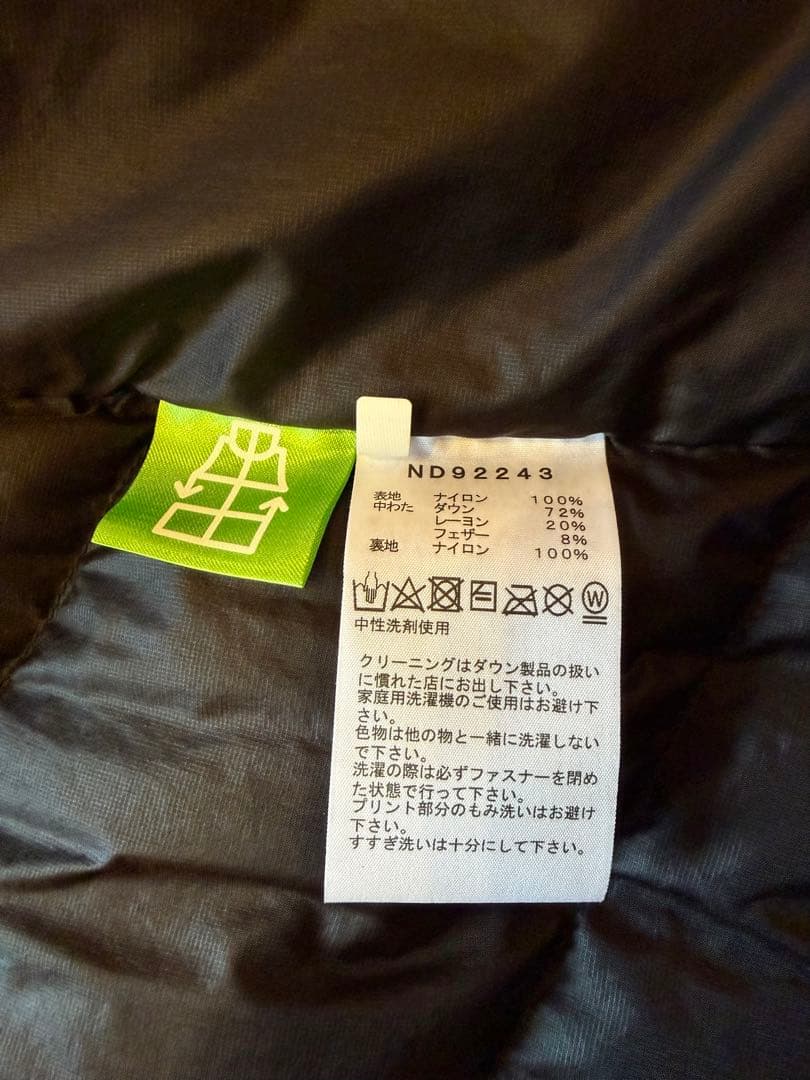 ND92243
表地 ナイロン 100%
中わた ダウン 72%
レーヨン 20%
フェザー 8%
裏地 ナイロン 100%
W
中性洗剤使用
クリーニングはダウン製品の扱い
に慣れた店にお出し下さい。
家庭用洗濯機のご使用はお避け下
さい。
色物は他の物と一緒に洗濯しない
で下さい。
洗濯の際は必ずファスナーを閉め
た状態で行って下さい。
プリント部分のもみ洗いはお避け
下さい。
すすぎ洗いは十分にして下さい。